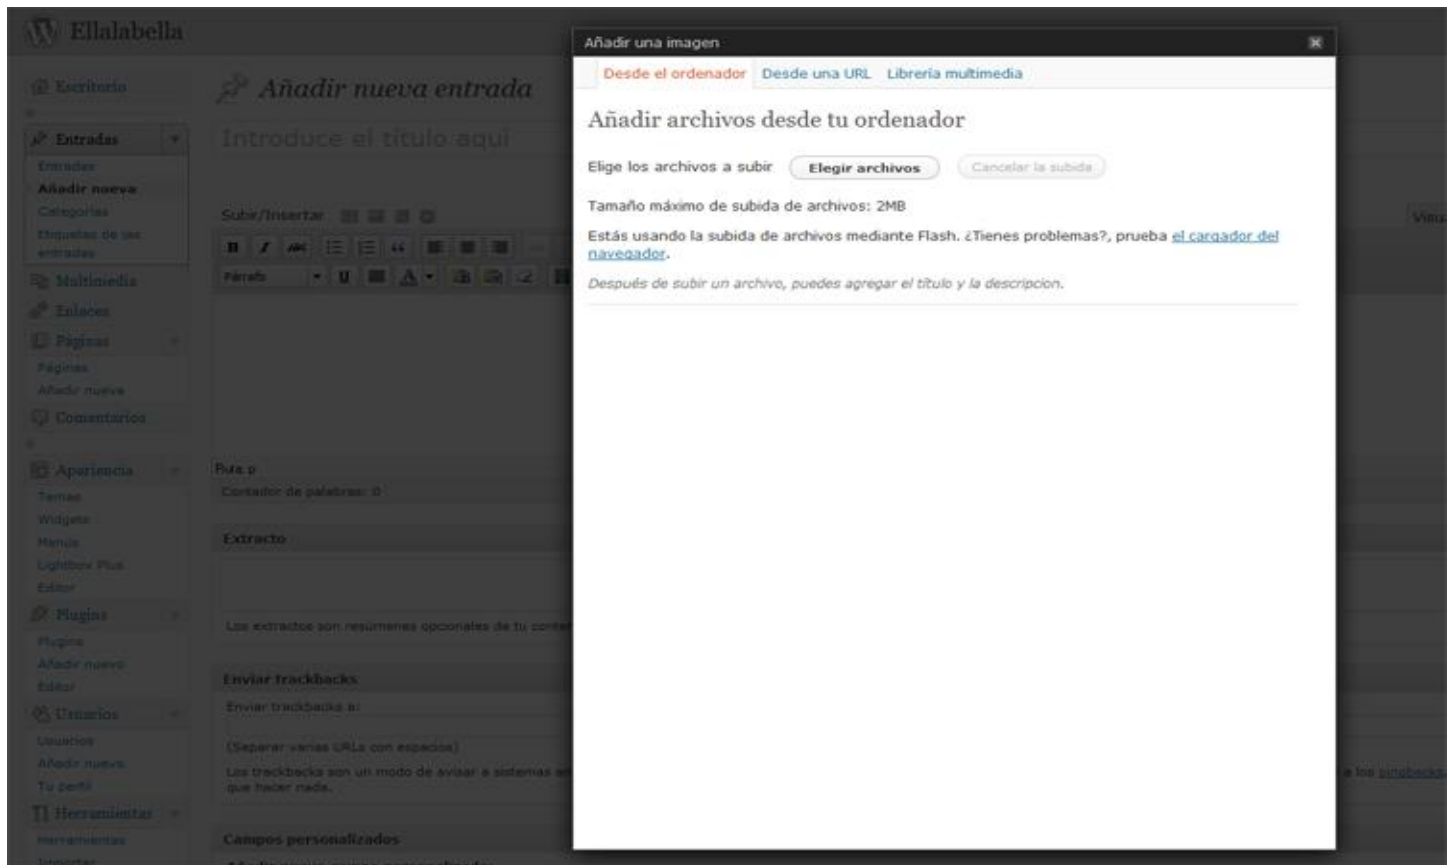 Ellalabella
Escritorio
Entradas
Entradas
Añadir nueva
Categorías
Etiquetas de las
entradas
Multimedia
Enlaces
Páginas
Páginas
Añadir nueva
Comentarios
Apariencia
Temas
Widgets
Menús
Lightbox Plus
Editor
Plugins
Plugins
Añadir nuevo
Editor
Usuarios
Usuarios
Añadir nuevo
Tu perfil
Herramientas
Herramientas
Importar
Añadir nueva entrada
Introduce el título aquí
Subir/Insertar
B I ABC
Párrafo U A
Ruta: p
Contador de palabras: 0
Extracto
Los extractos son resúmenes opcionales de tu
Enviar trackbacks
Enviar trackbacks a:
(Separar varias URLs con espacios)
Los trackbacks son un modo de avisar a sistemas
que hacer nada.
Campos personalizados
Añadir una imagen
Desde el ordenador Desde una URL Librería multimedia
Añadir archivos desde tu ordenador
Elige los archivos a subir Elegir archivos Cancelar la subida
Tamaño máximo de subida de archivos: 2MB
Estás usando la subida de archivos mediante Flash. ¿Tienes problemas?, prueba el cargador del
navegador.
Después de subir un archivo, puedes agregar el título y la descripcion.
a los pingbacks